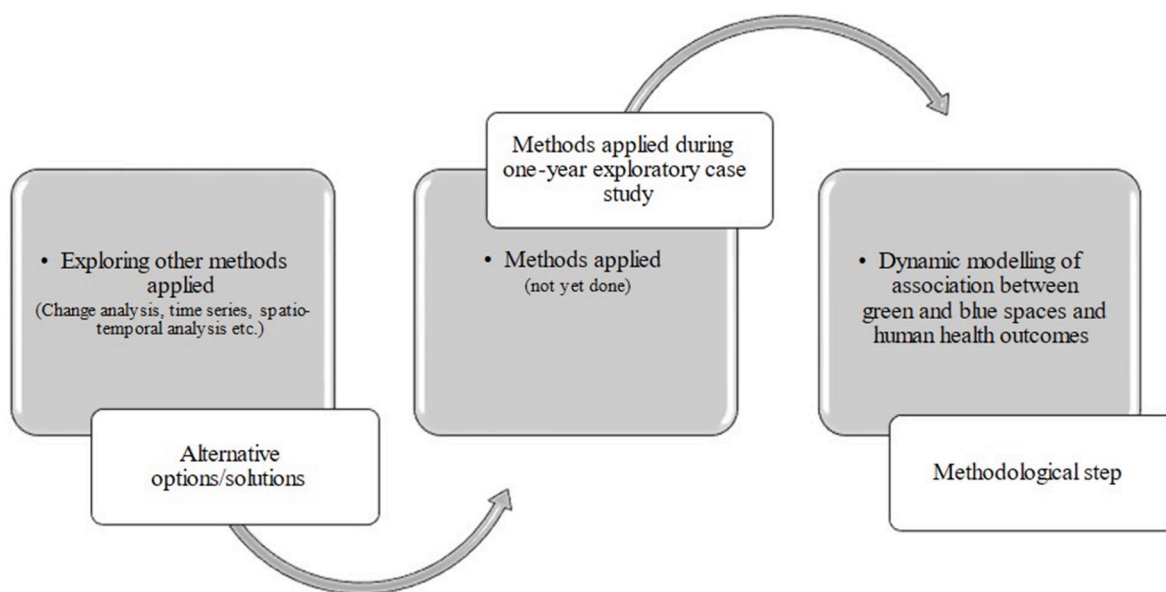 • Exploring other methods
applied
(Change analysis, time series, spatio-
temporal analysis etc.)
Alternative
options/solutions
Methods applied during
one-year exploratory case
study
• Methods applied
(not yet done)
• Dynamic modelling of
association between
green and blue spaces and
human health outcomes
Methodological step